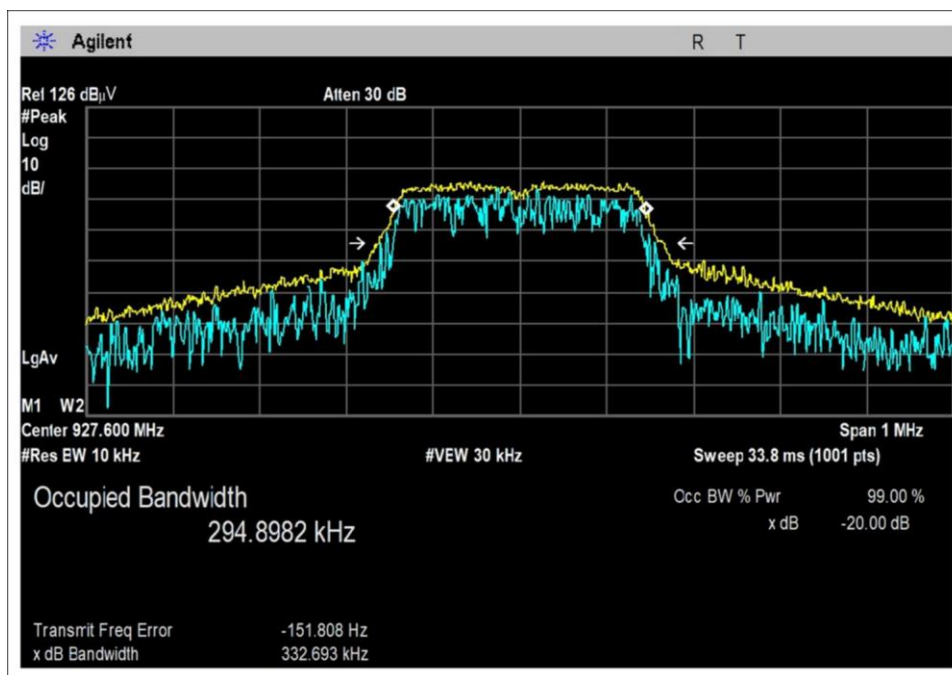 Agilent
R T
Ref 126 dBµV
Atten 30 dB
#Peak
Log
10
dB/
LgAv
M1 W2
Center 927.600 MHz
Span 1 MHz
#Res BW 10 kHz
#VBW 30 kHz
Sweep 33.8 ms (1001 pts)
Occupied Bandwidth
294.8982 kHz
Occ BW % Pwr 99.00 %
x dB -20.00 dB
Transmit Freq Error -151.808 Hz
x dB Bandwidth 332.693 kHz